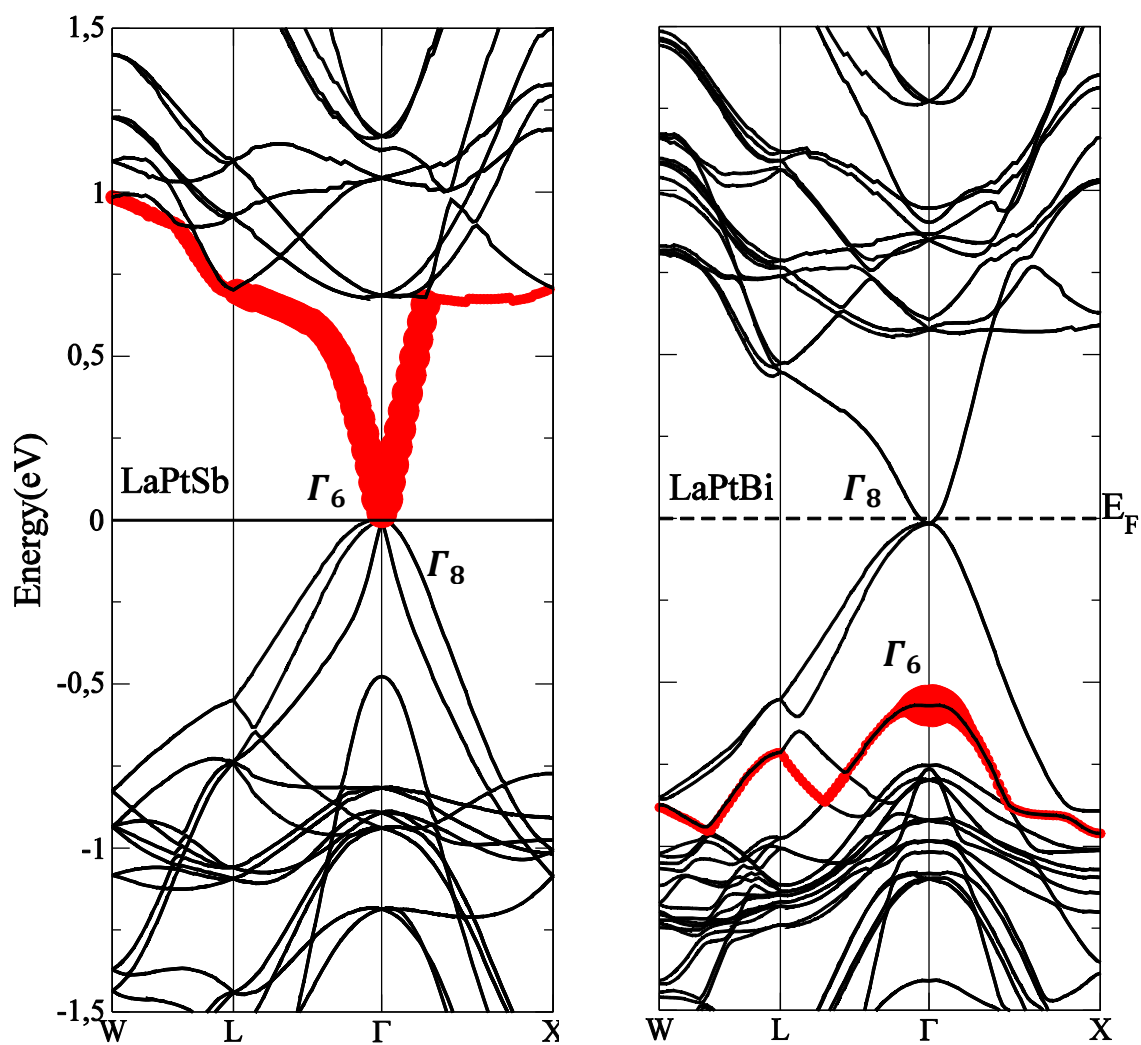 1,5
1
0,5
0
-0,5
-1
-1,5
Energy(eV)
LaPtSb
Γ6
Γ8
W L Γ X
LaPtBi
Γ8
EF
Γ6
W L Γ X